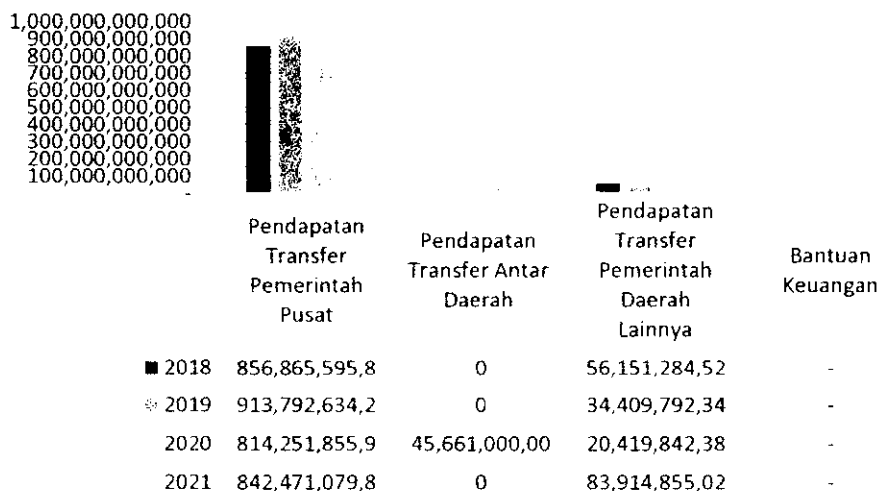 1,000,000,000,000
900,000,000,000
800,000,000,000
700,000,000,000
600,000,000,000
500,000,000,000
400,000,000,000
300,000,000,000
200,000,000,000
100,000,000,000
-
Pendapatan
Transfer
Pemerintah
Pusat
Pendapatan
Transfer Antar
Daerah
Pendapatan
Transfer
Pemerintah
Daerah
Lainnya
Bantuan
Keuangan
2018 856,865,595,8 0 56,151,284,52 -
2019 913,792,634,2 0 34,409,792,34 -
2020 814,251,855,9 45,661,000,00 20,419,842,38 -
2021 842,471,079,8 0 83,914,855,02 -